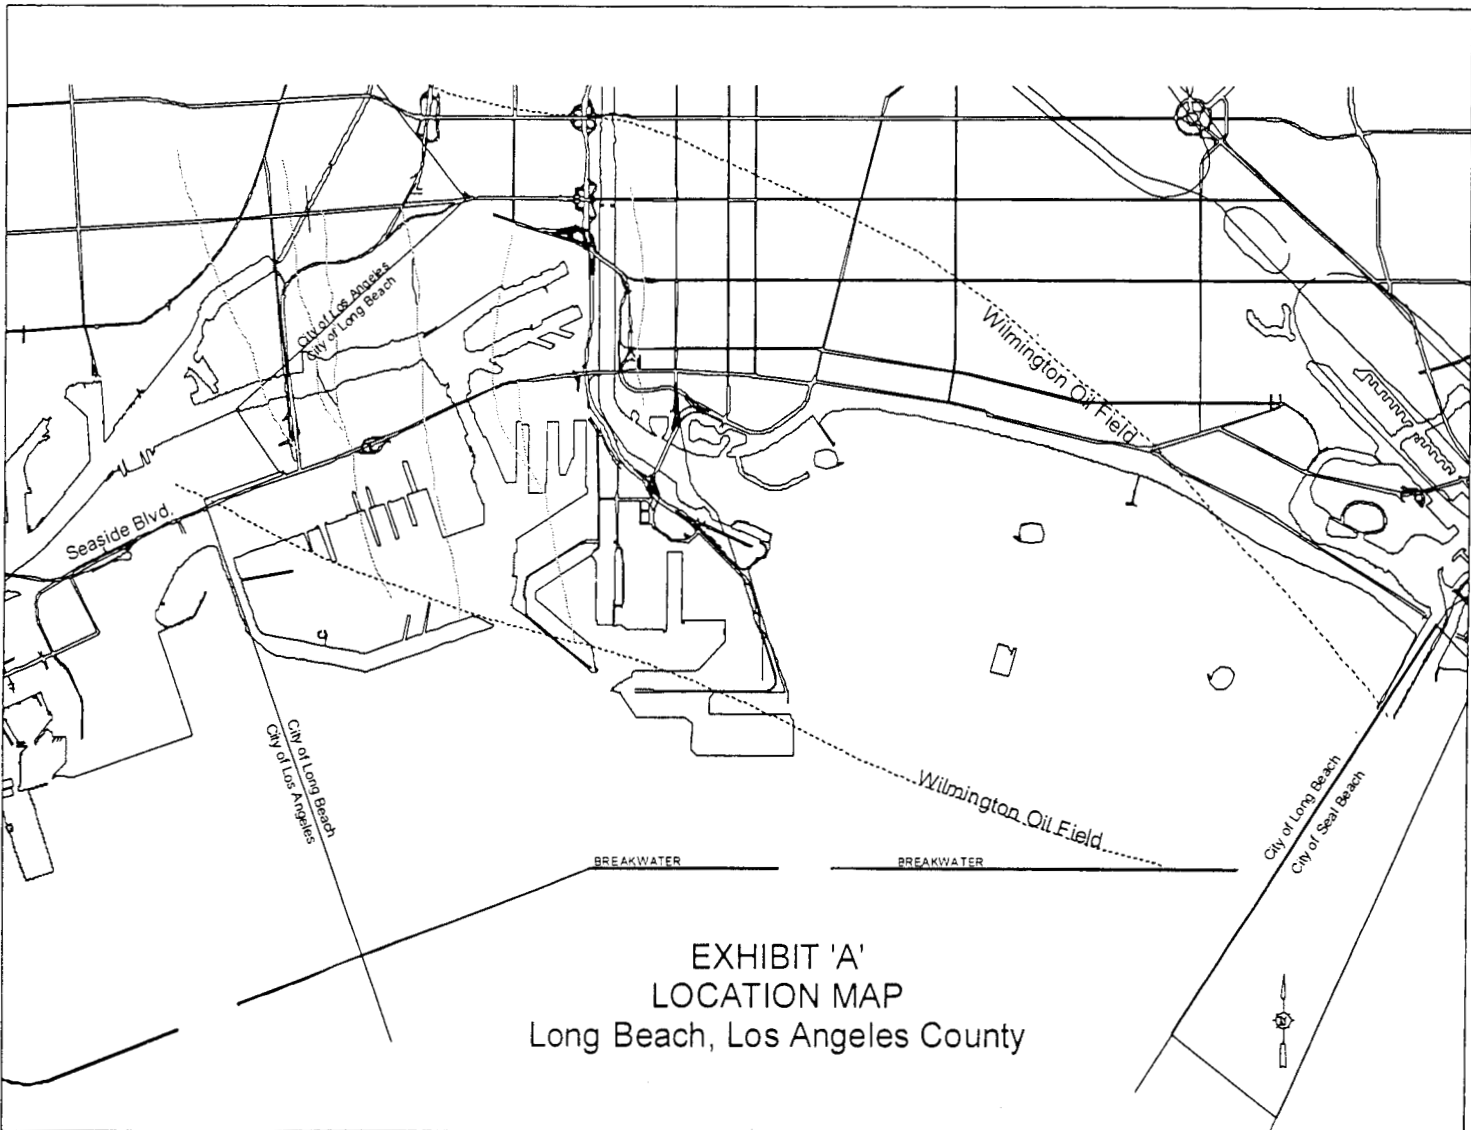 City of Los Angeles
City of Long Beach
Wilmington Oil Field
Seaside Blvd.
City of Long Beach
City of Los Angeles
Wilmington Oil Field
City of Long Beach
City of Seal Beach
BREAKWATER
BREAKWATER
EXHIBIT 'A'
LOCATION MAP
Long Beach, Los Angeles County